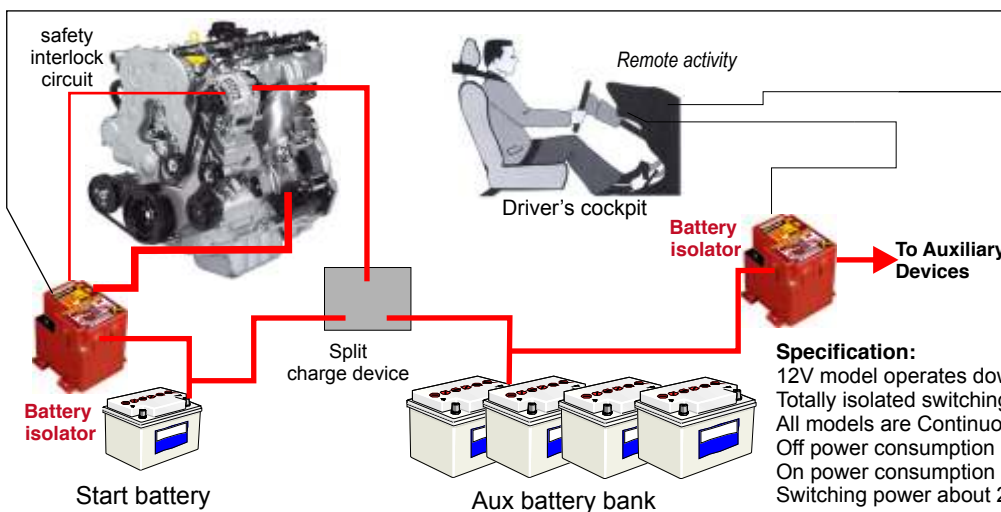 safety
interlock
circuit
Remote activity
Driver's cockpit
Battery
isolator
To Auxiliary
Devices
Split
charge device
Battery
isolator
Start battery
Aux battery bank
Specification:
12V model operates dow
Totally isolated switching
All models are Continuo
Off power consumption
On power consumption
Switching power about 2